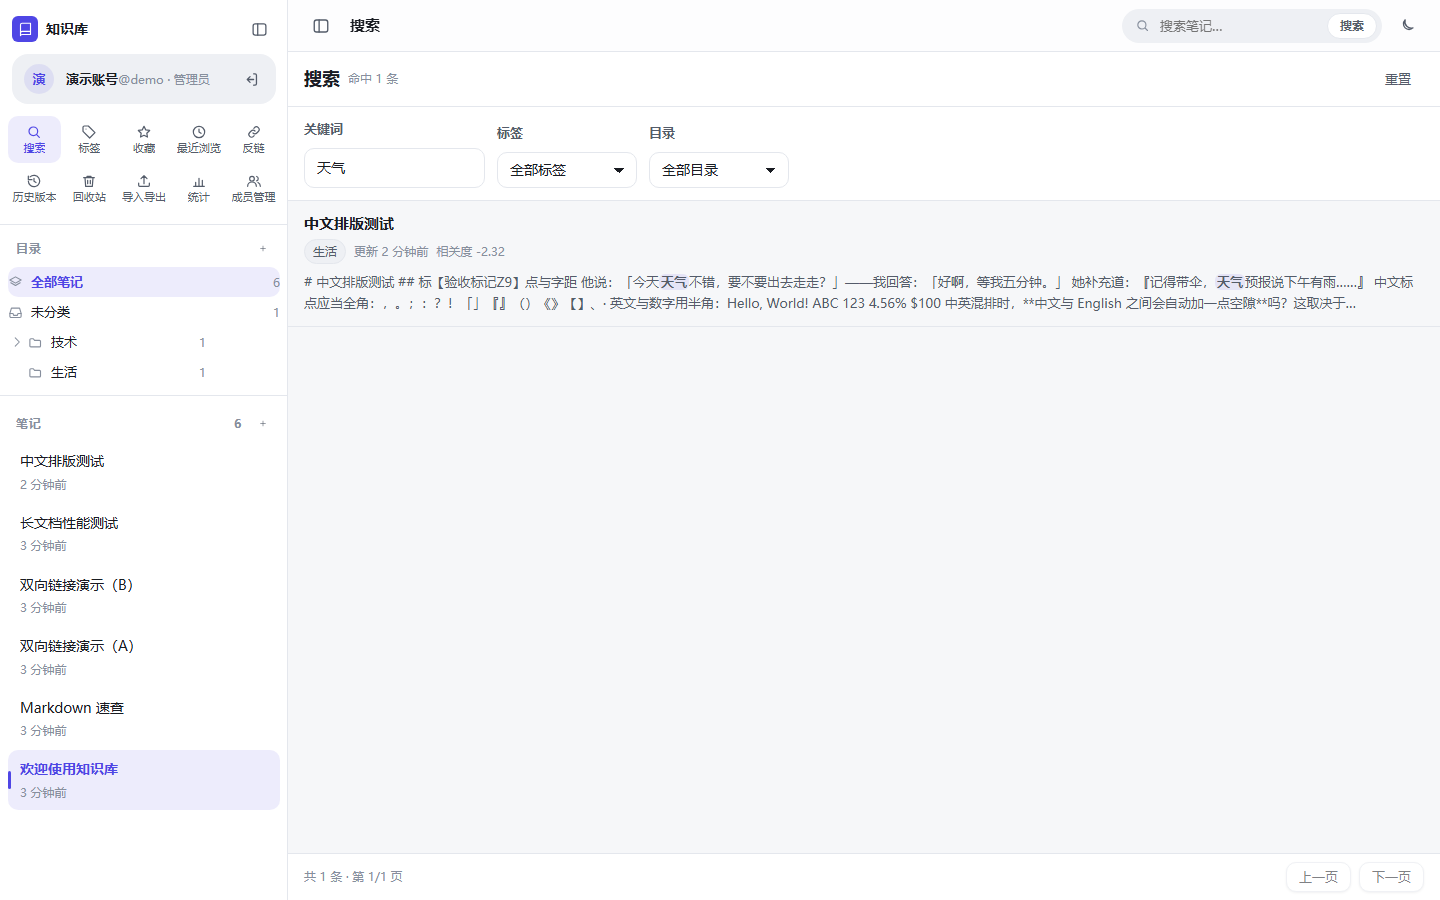 知识库
演 演示账号@demo · 管理员
搜索 标签 收藏 最近浏览 反链
历史版本 回收站 导入导出 统计 成员管理
目录 +
全部笔记 6
未分类 1
技术 1
生活 1
笔记 6 +
中文排版测试
2 分钟前
长文档性能测试
3 分钟前
双向链接演示（B）
3 分钟前
双向链接演示（A）
3 分钟前
Markdown 速查
3 分钟前
欢迎使用知识库
3 分钟前
搜索 搜索笔记... 搜索
搜索 命中 1 条 重置
关键词 标签 目录
天气 全部标签 全部目录
中文排版测试
生活 更新 2 分钟前 相关度 -2.32
# 中文排版测试 ## 标【验收标记Z9】点与字距 他说：「今天天气不错，要不要出去走走？」——我回答：「好啊，等我五分钟。」 她补充道：『记得带伞，天气预报说下午有雨……』 中文标
点应当全角：，。；：？！「」『』（）《》【】、· 英文与数字用半角：Hello, World! ABC 123 4.56% $100 中英混排时，**中文与 English 之间会自动加一点空隙**吗？这取决于...
共 1 条 · 第 1/1 页 上一页 下一页